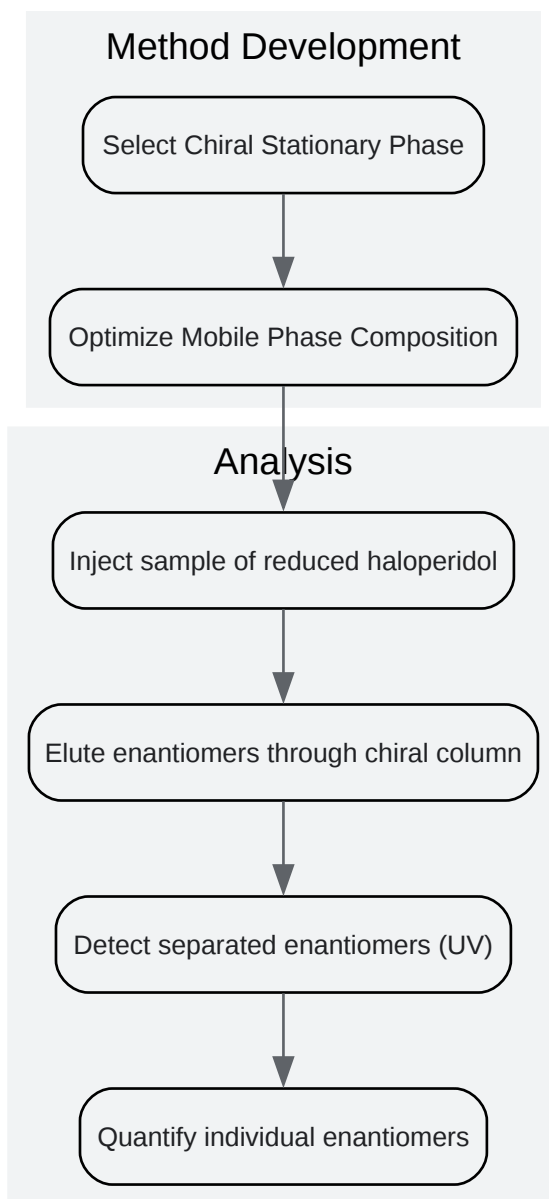 Method Development
Select Chiral Stationary Phase
Optimize Mobile Phase Composition
Analysis
Inject sample of reduced haloperidol
Elute enantiomers through chiral column
Detect separated enantiomers (UV)
Quantify individual enantiomers